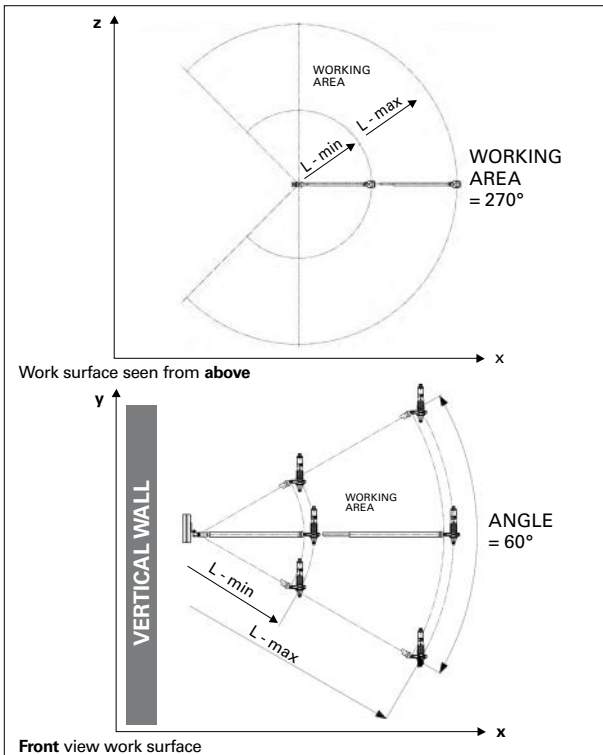 z
WORKING
AREA
L - min
L - max
WORKING
AREA
= 270°
x
Work surface seen from above
y
VERTICAL WALL
WORKING
AREA
ANGLE
= 60°
L - min
L - max
x
Front view work surface